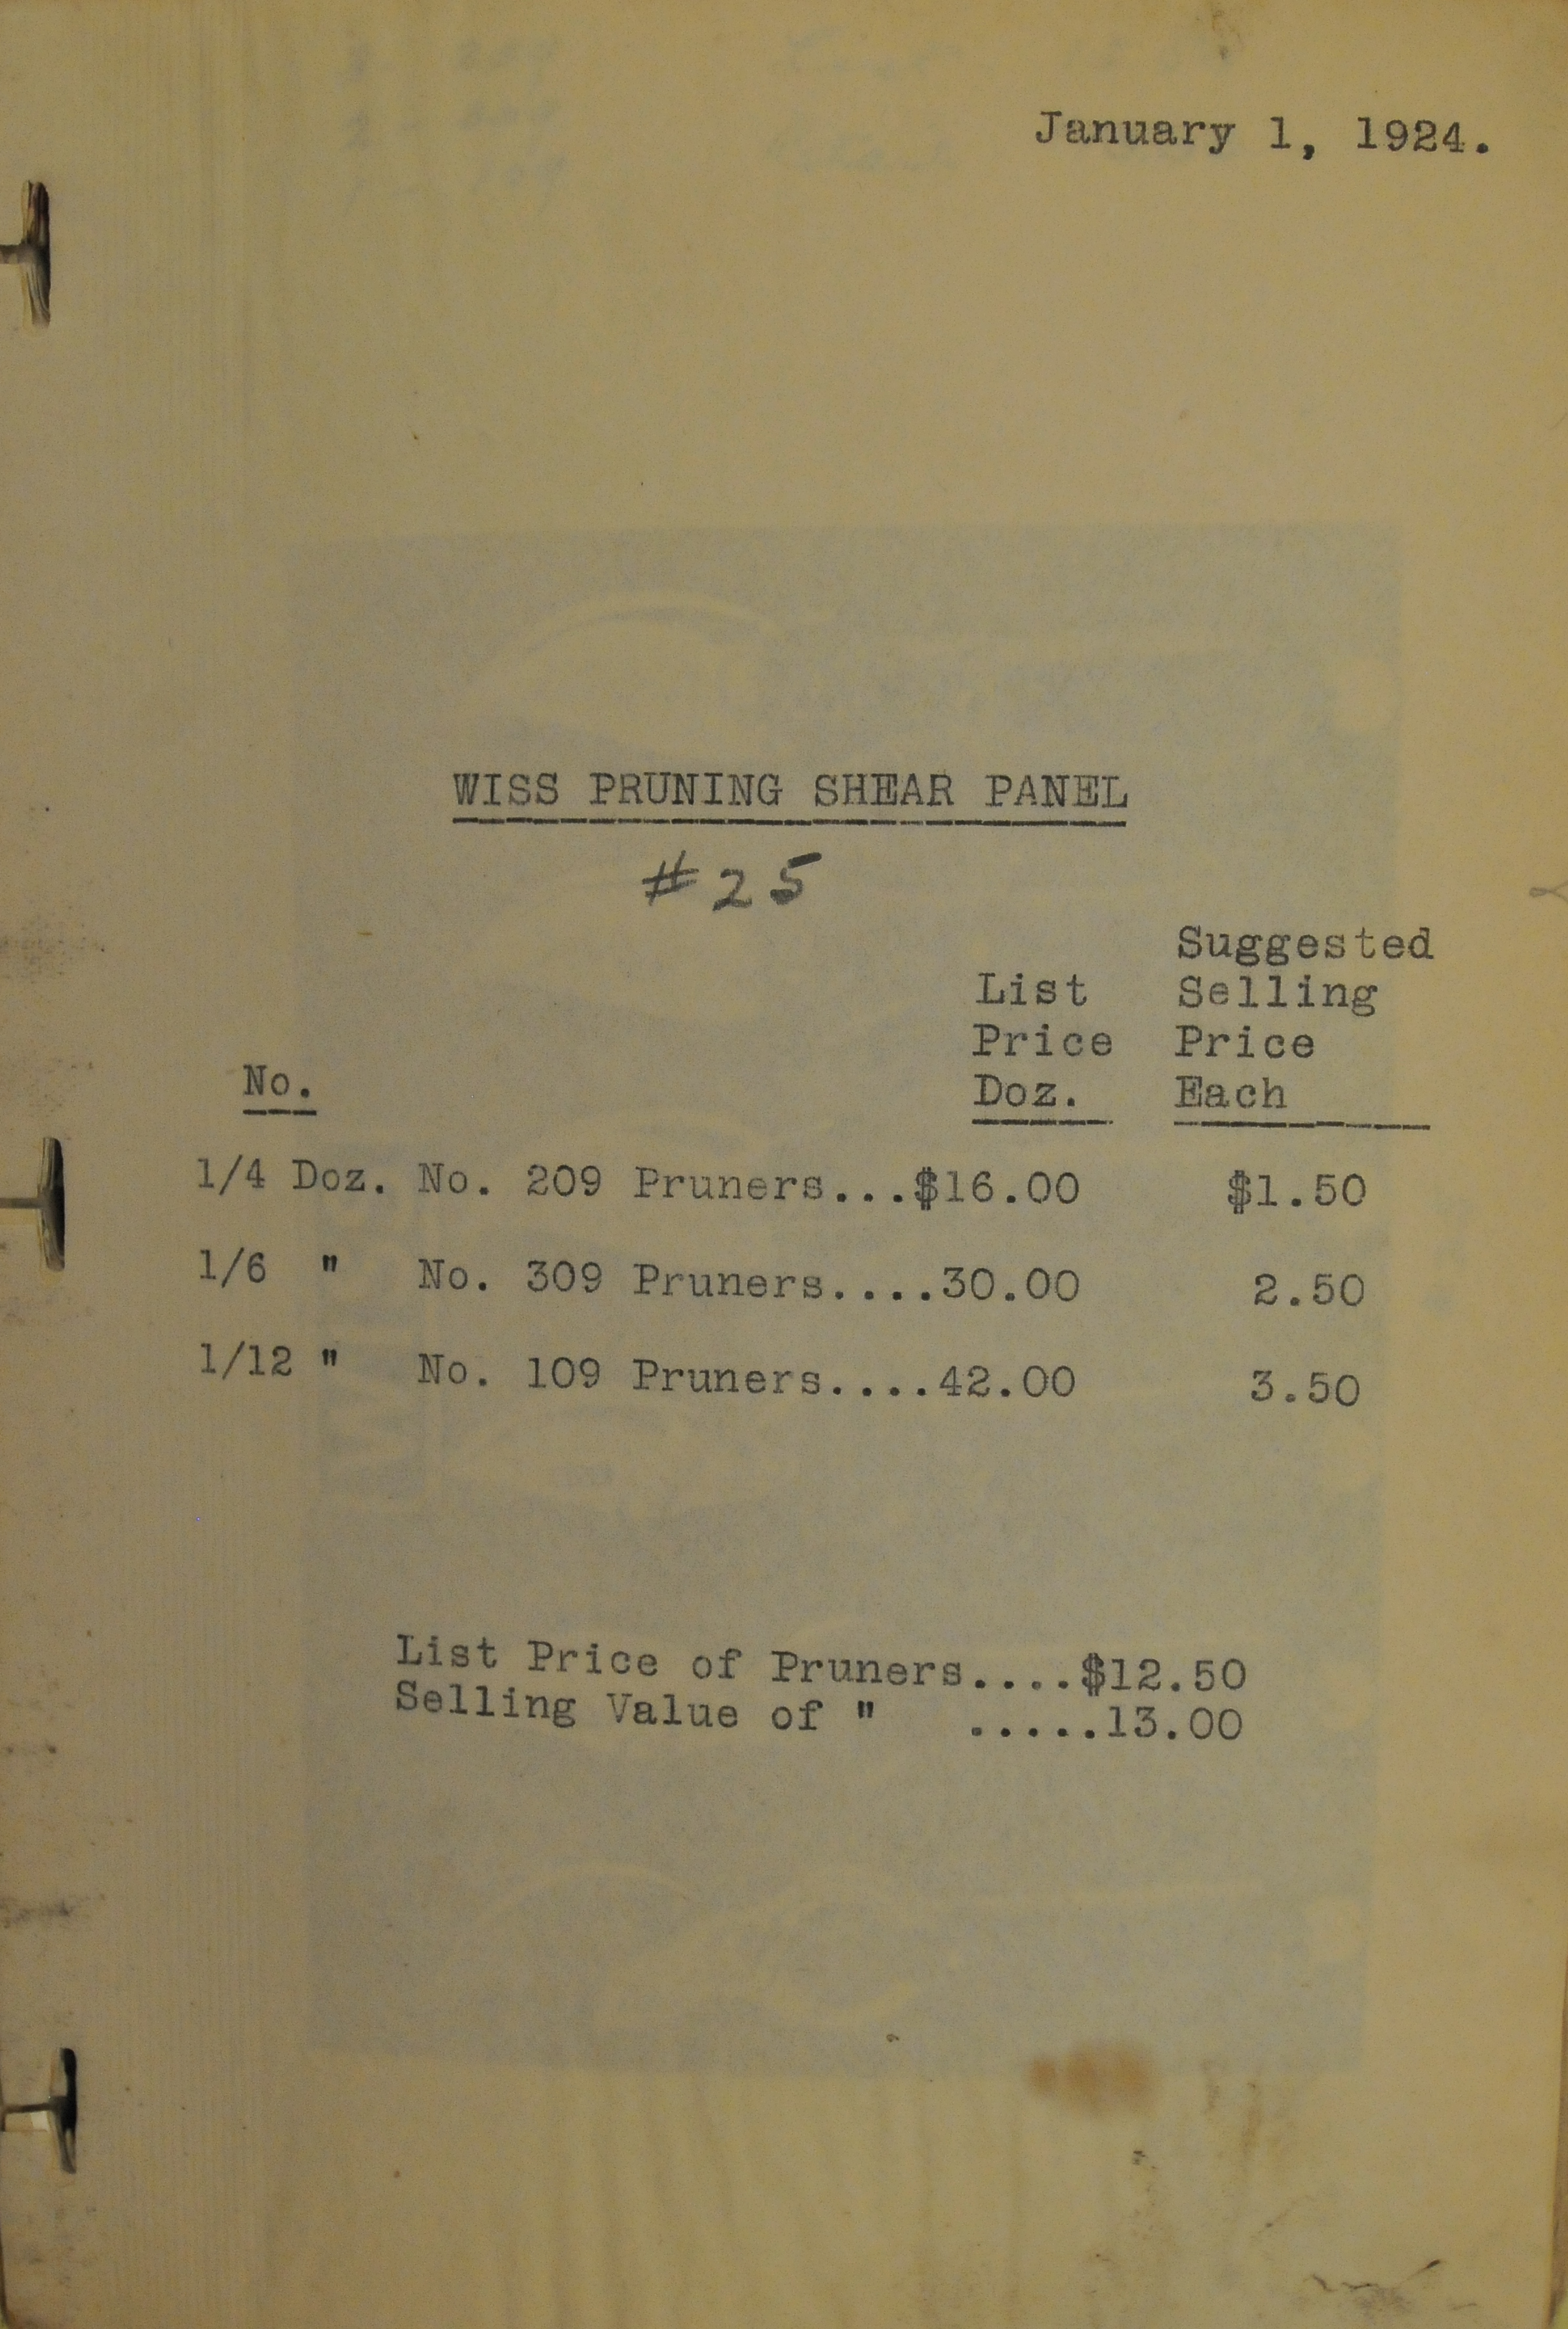 January 1, 1924.
WISS PRUNING SHEAR PANEL
#25
Suggested
List Selling
Price Price
No. Doz. Each
1/4 Doz. No. 209 Pruners...$16.00 $1.50
1/6 " No. 309 Pruners....30.00 2.50
1/12 " No. 109 Pruners....42.00 3.50
List Price of Pruners....$12.50
Selling Value of " .....13.00